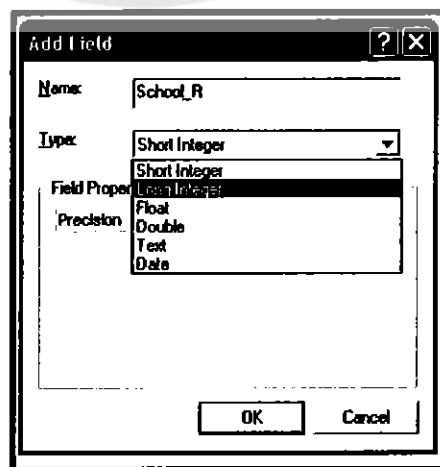 Add Field
Name: School_R
Type: Short Integer
Short Integer
Field Proper Long Integer
Float
Precision Double
Text
Date
OK Cancel